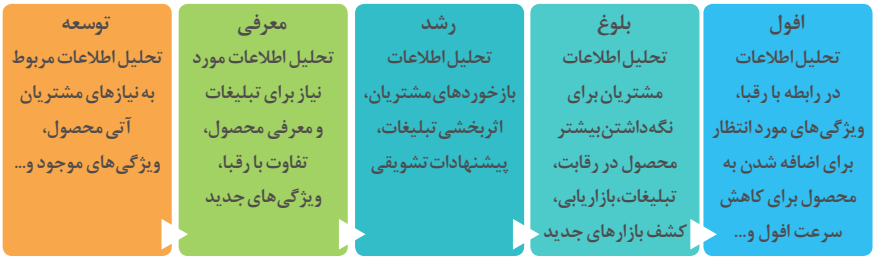 توسعه
تحلیل اطلاعات مربوط
به نیازهای مشتریان
آتی محصول،
ویژگی‌های موجود و...
معرفی
تحلیل اطلاعات مورد
نیاز برای تبلیغات
و معرفی محصول،
تفاوت با رقبا،
ویژگی‌های جدید
رشد
تحلیل اطلاعات
بازخوردهای مشتریان،
اثربخشی تبلیغات،
پیشنهادات تشویقی
بلوغ
تحلیل اطلاعات
مشتریان برای
نگه‌داشتن بیشتر
محصول در رقابت،
تبلیغات، بازاریابی،
کشف بازارهای جدید
افول
تحلیل اطلاعات
در رابطه با رقبا،
ویژگی‌های مورد انتظار
برای اضافه شدن به
محصول برای کاهش
سرعت افول و...